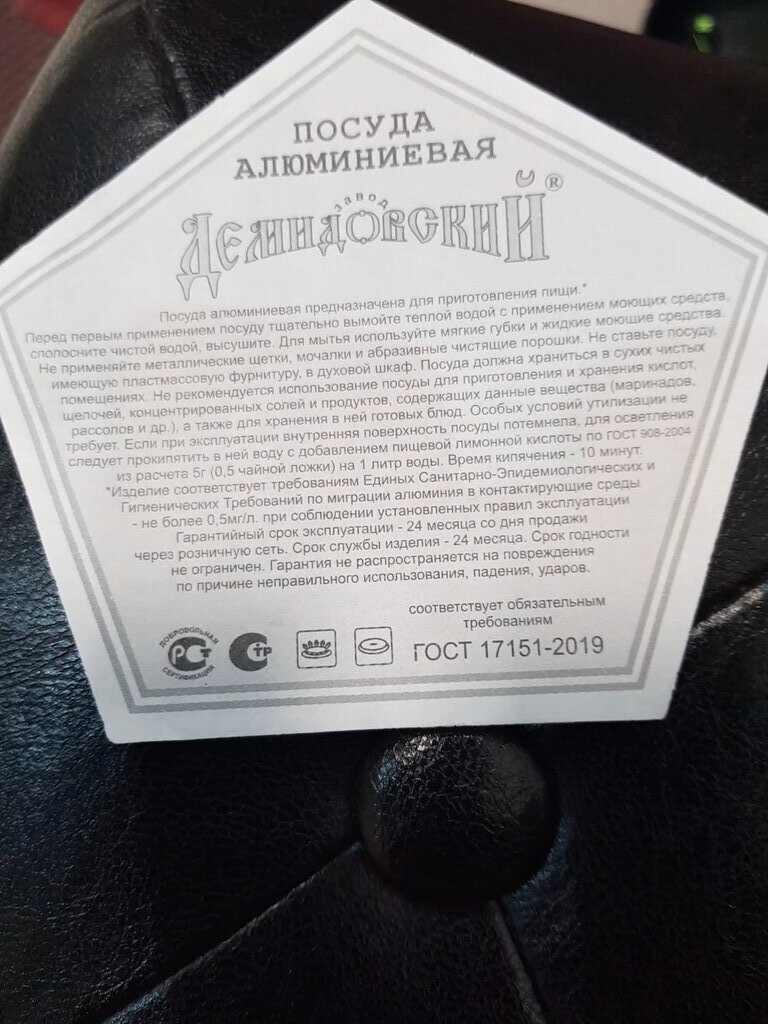 ПОСУДА
АЛЮМИНИЕВАЯ
завод
ДЕМИДОВСКИЙ®
Посуда алюминиевая предназначена для приготовления пищи.*
Перед первым применением посуду тщательно вымойте теплой водой с применением моющих средств,
сполосните чистой водой, высушите. Для мытья используйте мягкие губки и жидкие моющие средства.
Не применяйте металлические щетки, мочалки и абразивные чистящие порошки. Не ставьте посуду,
имеющую пластмассовую фурнитуру, в духовой шкаф. Посуда должна храниться в сухих чистых
помещениях. Не рекомендуется использование посуды для приготовления и хранения кислот,
щелочей, концентрированных солей и продуктов, содержащих данные вещества (маринадов,
рассолов и др.), а также для хранения в ней готовых блюд. Особых условий утилизации не
требует. Если при эксплуатации внутренняя поверхность посуды потемнела, для осветления
следует прокипятить в ней воду с добавлением пищевой лимонной кислоты по ГОСТ 908-2004
из расчета 5г (0,5 чайной ложки) на 1 литр воды. Время кипячения - 10 минут.
*Изделие соответствует требованиям Единых Санитарно-Эпидемиологических и
Гигиенических Требований по миграции алюминия в контактирующие среды
- не более 0,5мг/л. при соблюдении установленных правил эксплуатации
Гарантийный срок эксплуатации - 24 месяца со дня продажи
через розничную сеть. Срок службы изделия - 24 месяца. Срок годности
не ограничен. Гарантия не распространяется на повреждения
по причине неправильного использования, падения, ударов.
соответствует обязательным
требованиям
ГОСТ 17151-2019
ДОБРОВОЛЬНАЯ
РСТ
СЕРТИФИКАЦИЯ
СТР